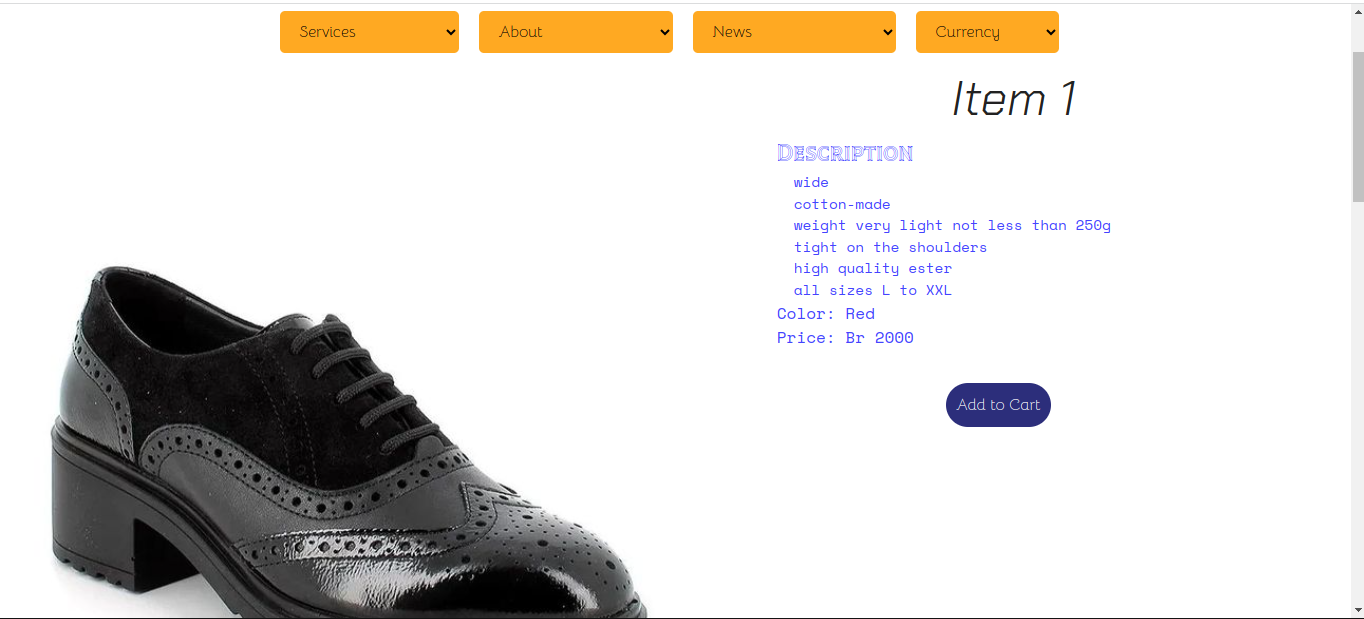 Services About News Currency
Item 1
Description
wide
cotton-made
weight very light not less than 250g
tight on the shoulders
high quality ester
all sizes L to XXL
Color: Red
Price: Br 2000
Add to Cart